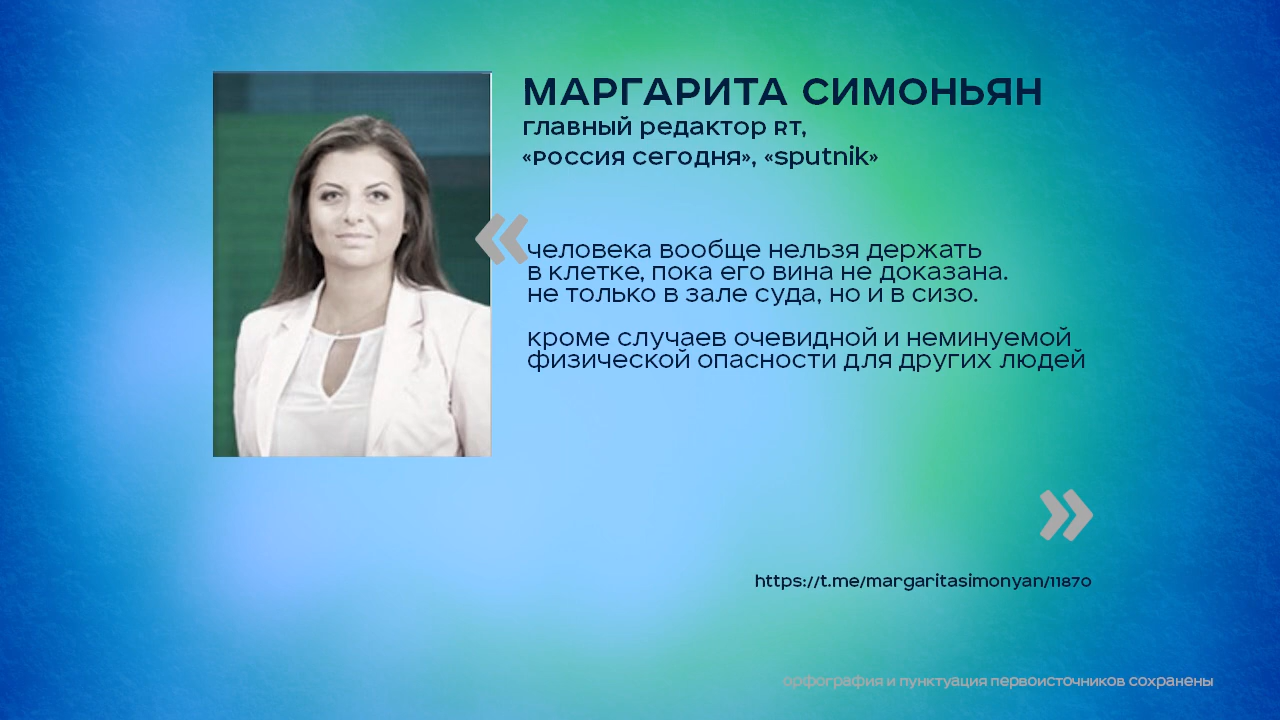 МАРГАРИТА СИМОНЬЯН
главный редактор RT,
«россия сегодня», «sputnik»
«
человека вообще нельзя держать
в клетке, пока его вина не доказана.
не только в зале суда, но и в сизо.
кроме случаев очевидной и неминуемой
физической опасности для других людей
»
https://t.me/margaritasimonyan/11870
орфография и пунктуация первоисточников сохранены